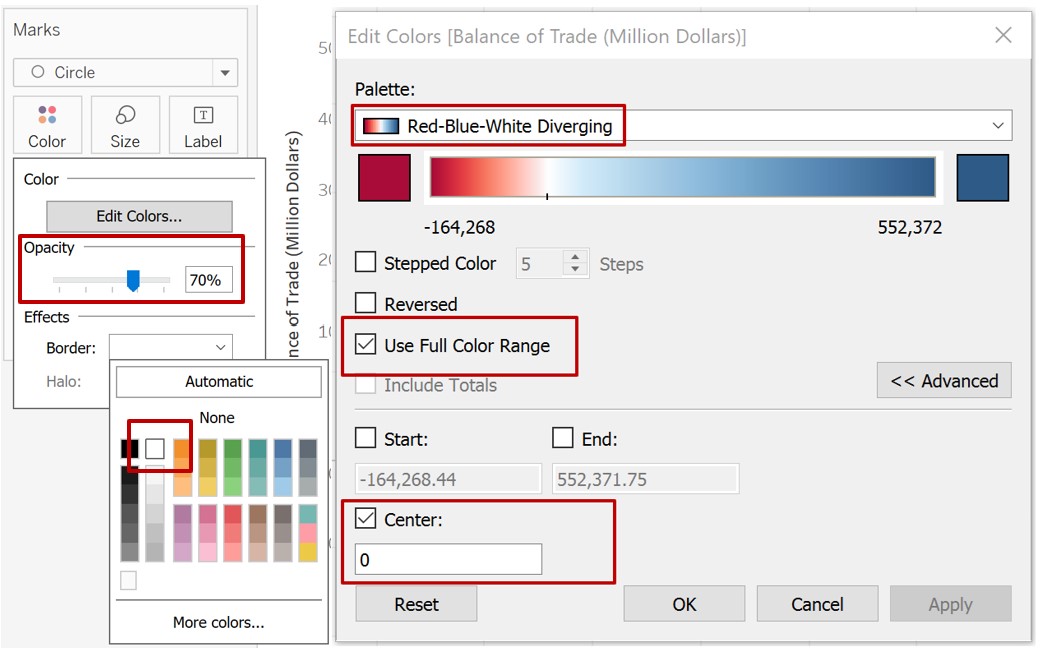 Marks
Circle
Color
Size
T
Label
Color
Edit Colors...
Opacity
70%
Effects
Border:
Halo:
Automatic
None
More colors...
50
40
30
20
10
nce of Trade (Million Dollars)
Edit Colors [Balance of Trade (Million Dollars)]
Palette:
Red-Blue-White Diverging
-164,268
552,372
Stepped Color
5
Steps
Reversed
Use Full Color Range
Include Totals
<< Advanced
Start:
End:
-164,268.44
552,371.75
Center:
0
Reset
OK
Cancel
Apply